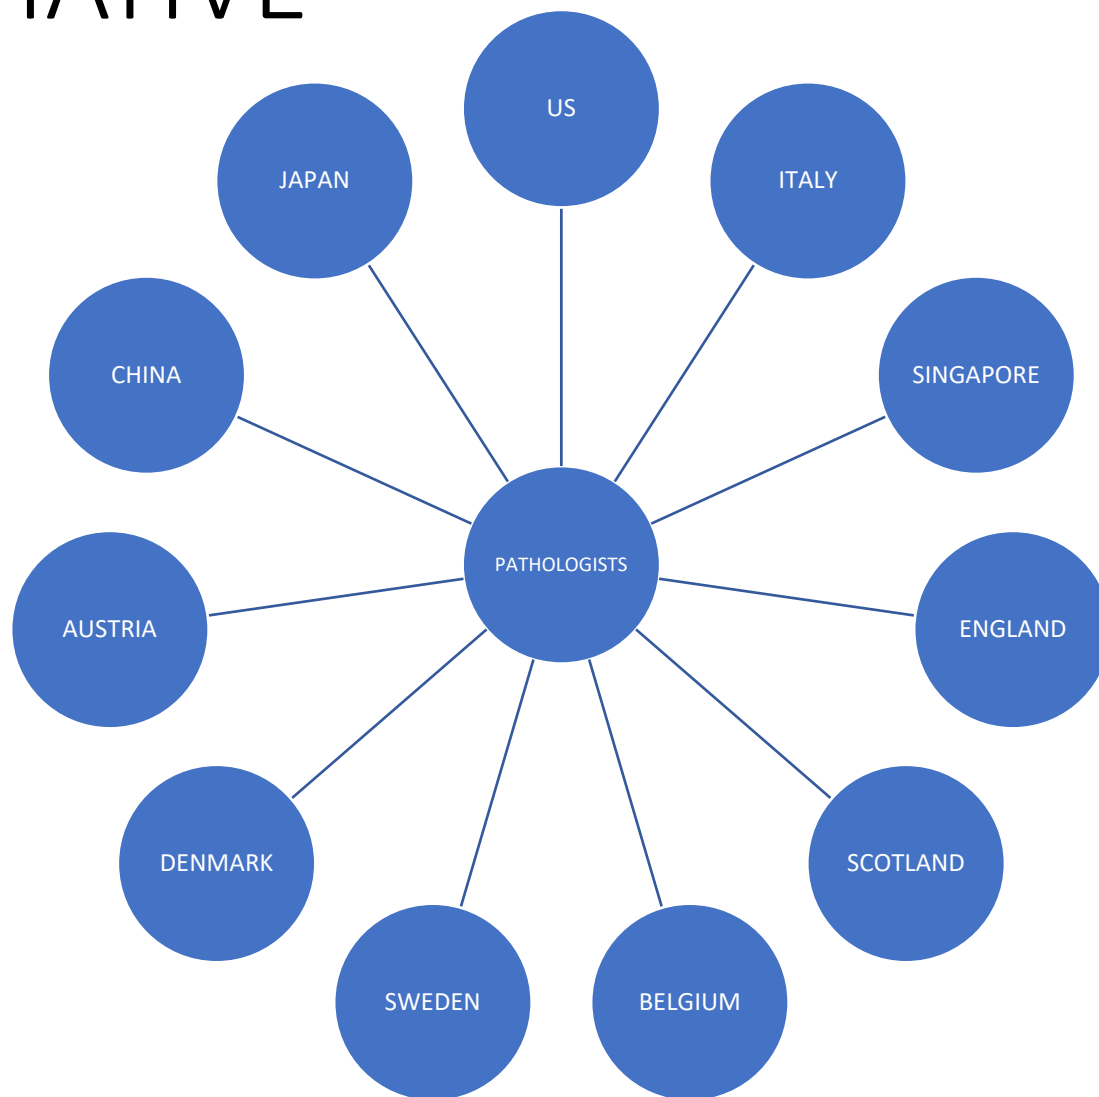 US
JAPAN
ITALY
CHINA
SINGAPORE
PATHOLOGISTS
AUSTRIA
ENGLAND
DENMARK
SCOTLAND
SWEDEN
BELGIUM